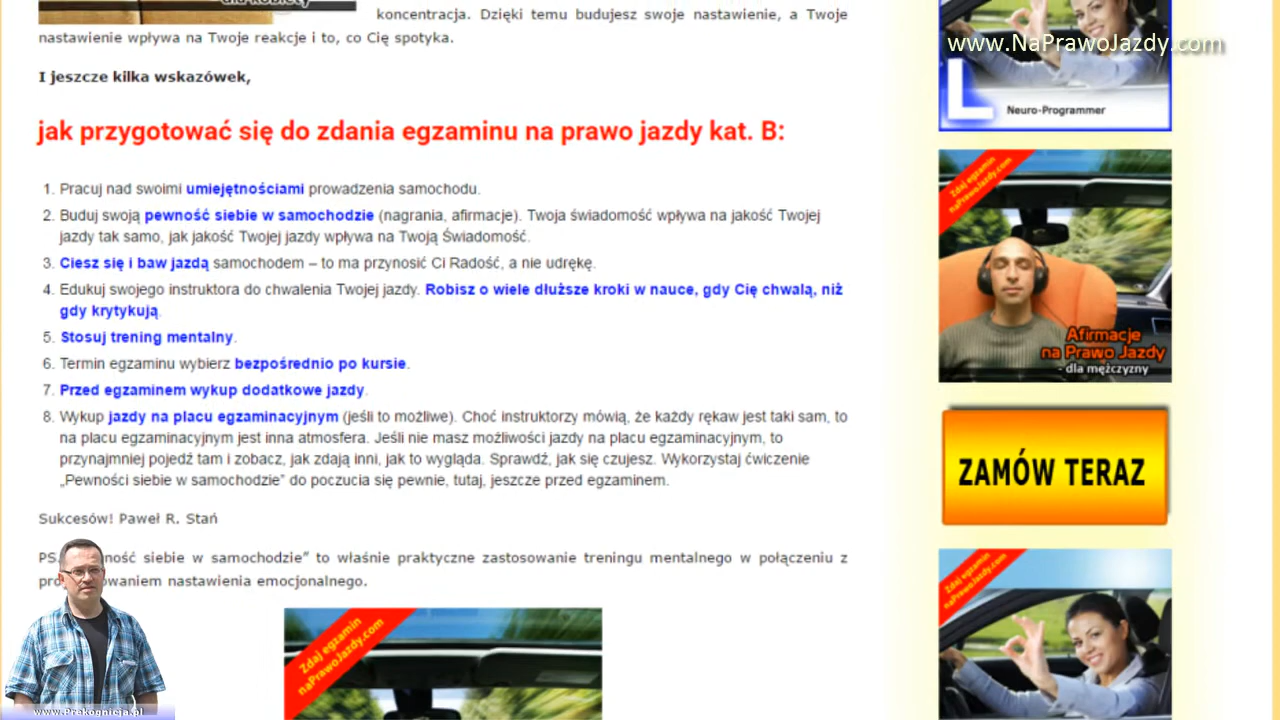 dla kobiety
koncentracja. Dzięki temu budujesz swoje nastawienie, a Twoje
nastawienie wpływa na Twoje reakcje i to, co Cię spotyka.
I jeszcze kilka wskazówek,
jak przygotować się do zdania egzaminu na prawo jazdy kat. B:
1. Pracuj nad swoimi umiejętnościami prowadzenia samochodu.
2. Buduj swoją pewność siebie w samochodzie (nagrania, afirmacje). Twoja świadomość wpływa na jakość Twojej
jazdy tak samo, jak jakość Twojej jazdy wpływa na Twoją Świadomość.
3. Ciesz się i baw jazdą samochodem – to ma przynosić Ci Radość, a nie udrękę.
4. Edukuj swojego instruktora do chwalenia Twojej jazdy. Robisz o wiele dłuższe kroki w nauce, gdy Cię chwalą, niż
gdy krytykują.
5. Stosuj trening mentalny.
6. Termin egzaminu wybierz bezpośrednio po kursie.
7. Przed egzaminem wykup dodatkowe jazdy.
8. Wykup jazdy na placu egzaminacyjnym (jeśli to możliwe). Choć instruktorzy mówią, że każdy rękaw jest taki sam, to
na placu egzaminacyjnym jest inna atmosfera. Jeśli nie masz możliwości jazdy na placu egzaminacyjnym, to
przynajmniej pojedź tam i zobacz, jak zdają inni, jak to wygląda. Sprawdź, jak się czujesz. Wykorzystaj ćwiczenie
„Pewności siebie w samochodzie” do poczucia się pewnie, tutaj, jeszcze przed egzaminem.
Sukcesów! Paweł R. Stań
PS. ność siebie w samochodzie” to właśnie praktyczne zastosowanie treningu mentalnego w połączeniu z
pro owaniem nastawienia emocjonalnego.
Zdaj egzamin
naPrawoJazdy.com
www.Prekognicja.pl
www.NaPrawoJazdy.com
L
Neuro-Programmer
Zdaj egzamin
naPrawoJazdy.com
Afirmacje
na Prawo Jazdy
- dla mężczyzny
ZAMÓW TERAZ
Zdaj egzamin
naPrawoJazdy.com